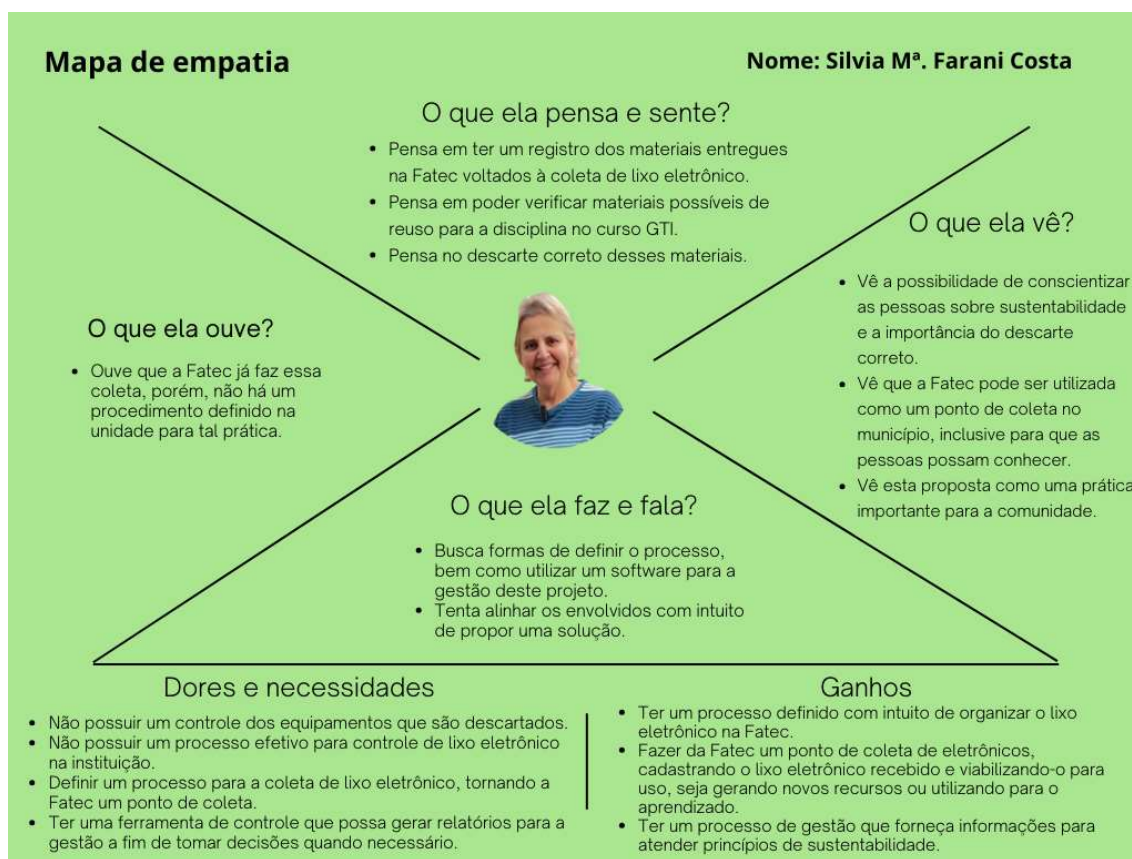 Mapa de empatia
Nome: Silvia Mª. Farani Costa
O que ela pensa e sente?
• Pensa em ter um registro dos materiais entregues
na Fatec voltados à coleta de lixo eletrônico.
• Pensa em poder verificar materiais possíveis de
reuso para a disciplina no curso GTI.
• Pensa no descarte correto desses materiais.
O que ela vê?
• Vê a possibilidade de conscientizar
as pessoas sobre sustentabilidade
e a importância do descarte
correto.
• Vê que a Fatec pode ser utilizada
como um ponto de coleta no
município, inclusive para que as
pessoas possam conhecer.
• Vê esta proposta como uma prática
importante para a comunidade.
O que ela ouve?
• Ouve que a Fatec já faz essa
coleta, porém, não há um
procedimento definido na
unidade para tal prática.
O que ela faz e fala?
• Busca formas de definir o processo,
bem como utilizar um software para a
gestão deste projeto.
• Tenta alinhar os envolvidos com intuito
de propor uma solução.
Dores e necessidades
• Não possuir um controle dos equipamentos que são descartados.
• Não possuir um processo efetivo para controle de lixo eletrônico
na instituição.
• Definir um processo para a coleta de lixo eletrônico, tornando a
Fatec um ponto de coleta.
• Ter uma ferramenta de controle que possa gerar relatórios para a
gestão a fim de tomar decisões quando necessário.
Ganhos
• Ter um processo definido com intuito de organizar o lixo
eletrônico na Fatec.
• Fazer da Fatec um ponto de coleta de eletrônicos,
cadastrando o lixo eletrônico recebido e viabilizando-o para
uso, seja gerando novos recursos ou utilizando para o
aprendizado.
• Ter um processo de gestão que forneça informações para
atender princípios de sustentabilidade.